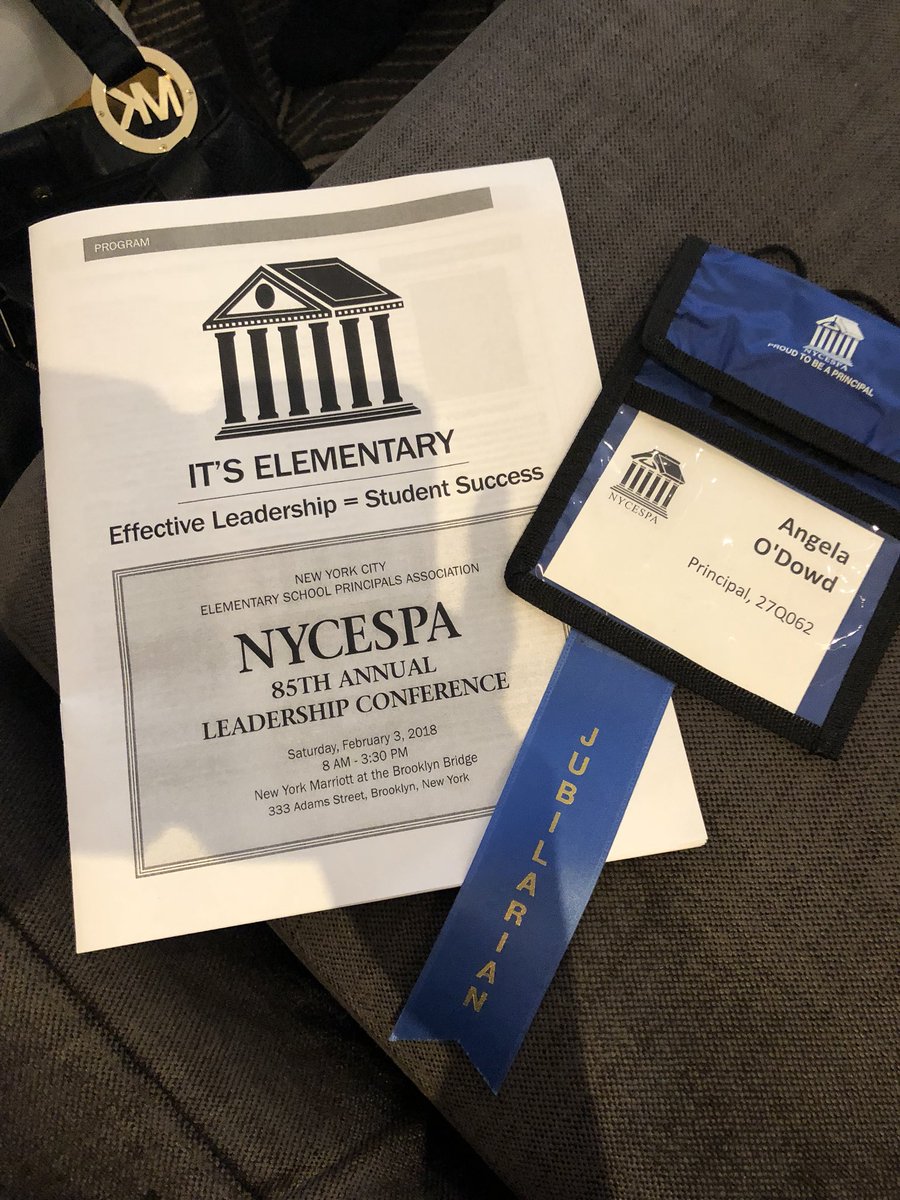 MK
PROGRAM
IT'S ELEMENTARY
Effective Leadership = Student Success
NEW YORK CITY
ELEMENTARY SCHOOL PRINCIPALS ASSOCIATION
NYCESPA
85TH ANNUAL
LEADERSHIP CONFERENCE
Saturday, February 3, 2018
8 AM - 3:30 PM
New York Marriott at the Brooklyn Bridge
333 Adams Street, Brooklyn, New York
NYCESPA
PROUD TO BE A PRINCIPAL
NYCESPA
Angela
O'Dowd
Principal, 27Q062
JUBILARIAN